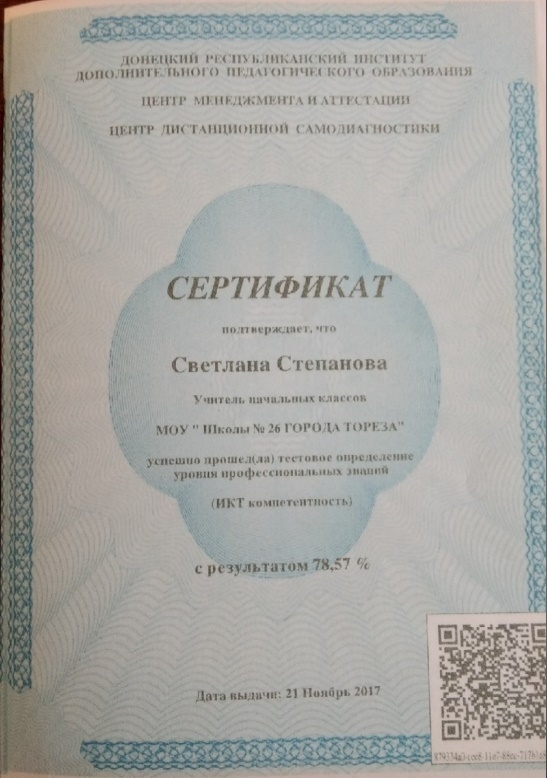 ДОНЕЦКИЙ РЕСПУБЛИКАНСКИЙ ИНСТИТУТ
ДОПОЛНИТЕЛЬНОГО ПЕДАГОГИЧЕСКОГО ОБРАЗОВАНИЯ
ЦЕНТР МЕНЕДЖМЕНТА И АТТЕСТАЦИИ
ЦЕНТР ДИСТАНЦИОННОЙ САМОДИАГНОСТИКИ
СЕРТИФИКАТ
подтверждает, что
Светлана Степанова
Учитель начальных классов
МОУ " Школы № 26 ГОРОДА ТОРЕЗА"
успешно прошел(ла) тестовое определение
уровня профессиональных знаний
(ИКТ компетентность)
с результатом 78,57 %
Дата выдачи: 21 Ноябрь 2017